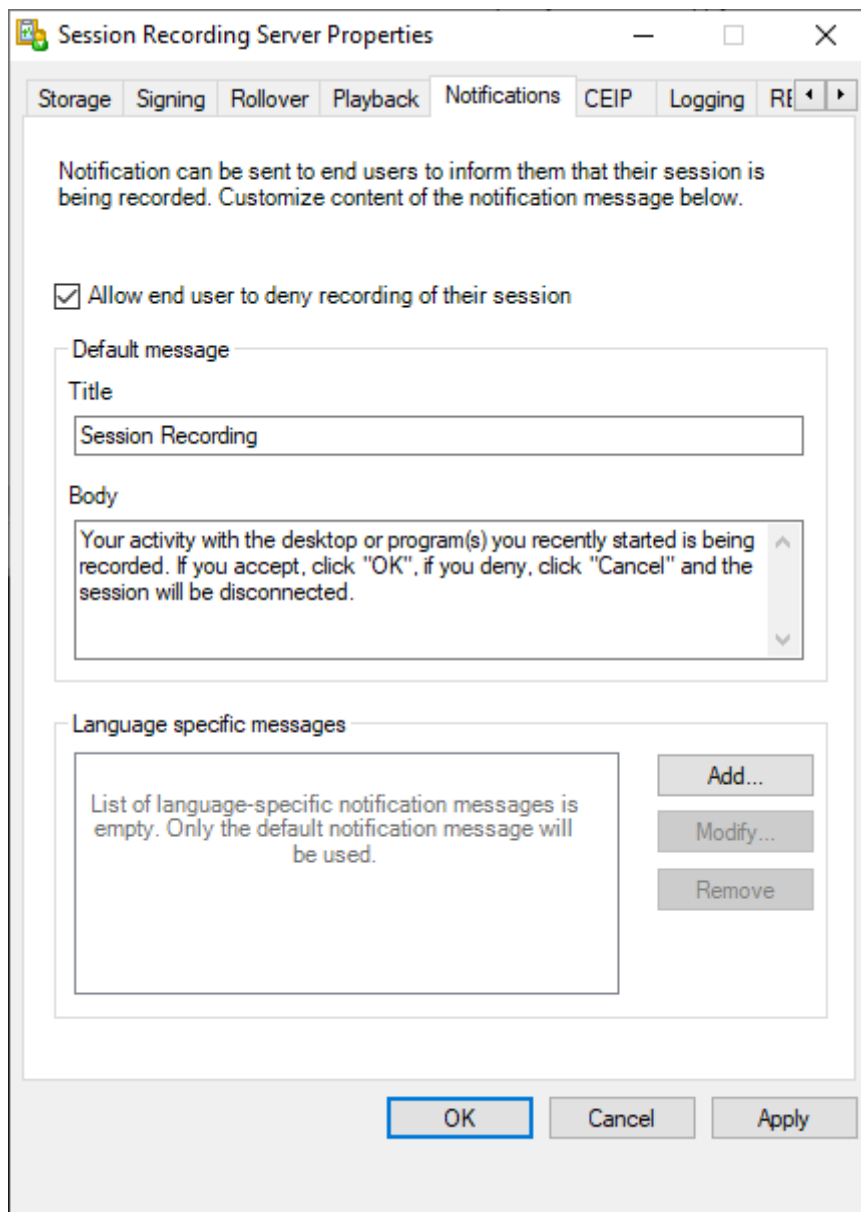 Session Recording Server Properties
Storage Signing Rollover Playback Notifications CEIP Logging
Notification can be sent to end users to inform them that their session is
being recorded. Customize content of the notification message below.
Allow end user to deny recording of their session
Default message
Title
Session Recording
Body
Your activity with the desktop or program(s) you recently started is being
recorded. If you accept, click "OK", if you deny, click "Cancel" and the
session will be disconnected.
Language specific messages
List of language-specific notification messages is
empty. Only the default notification message will
be used.
Add...
Modify...
Remove
OK Cancel Apply